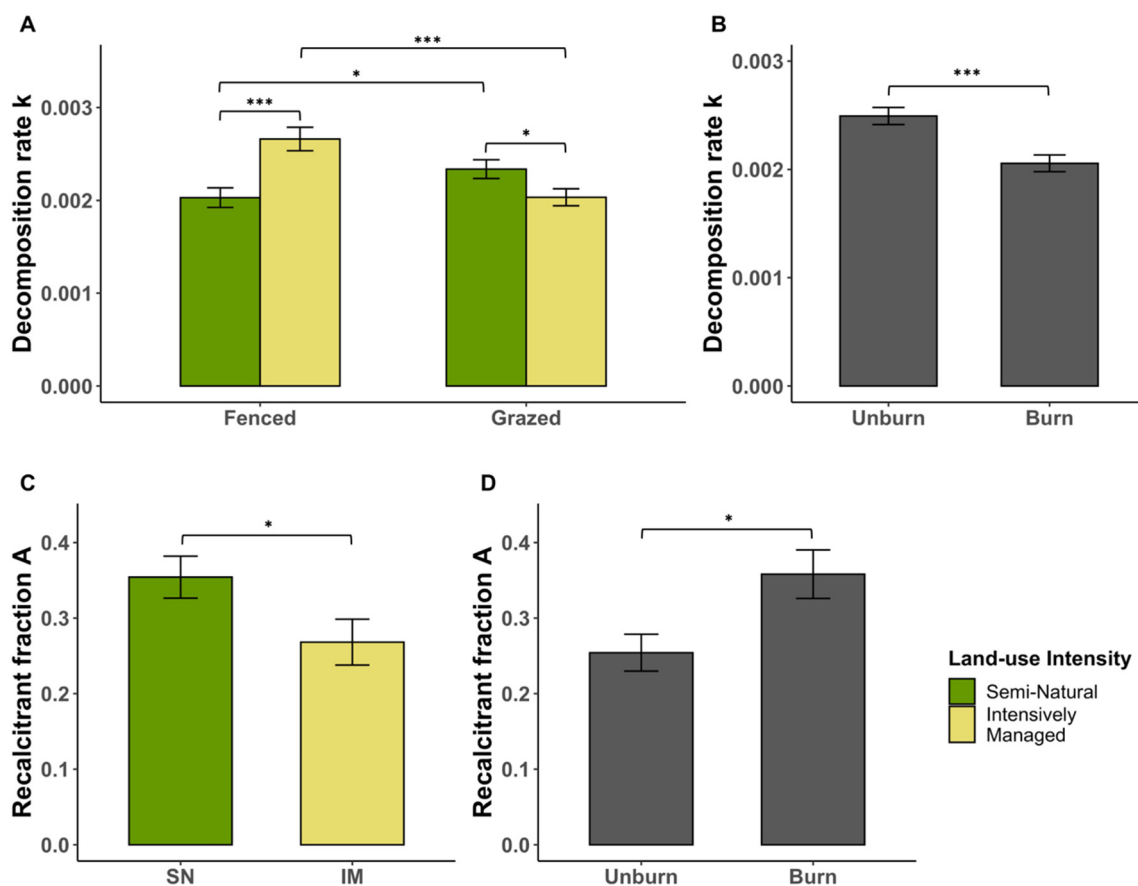 A
Decomposition rate k
0.003
0.002
0.001
0.000
***
*
***
*
Fenced
Grazed
B
Decomposition rate k
0.003
0.002
0.001
0.000
***
Unburn
Burn
C
Recalcitrant fraction A
0.4
0.3
0.2
0.1
0.0
*
SN
IM
D
Recalcitrant fraction A
0.4
0.3
0.2
0.1
0.0
*
Unburn
Burn
Land-use Intensity
Semi-Natural
Intensively
Managed